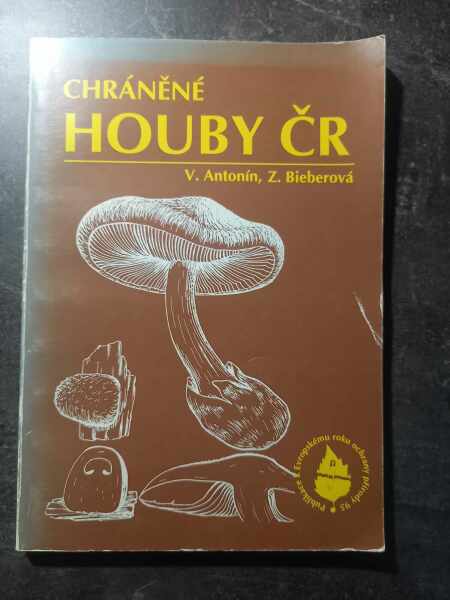 CHRÁNĚNÉ
HOUBY ČR
V. Antonín, Z. Bieberová
Publikace k Evropskému roku ochrany přírody 95